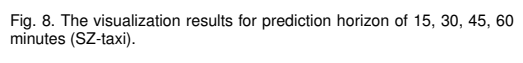 Fig. 8. The visualization results for prediction horizon of 15, 30, 45, 60
minutes (SZ-taxi).